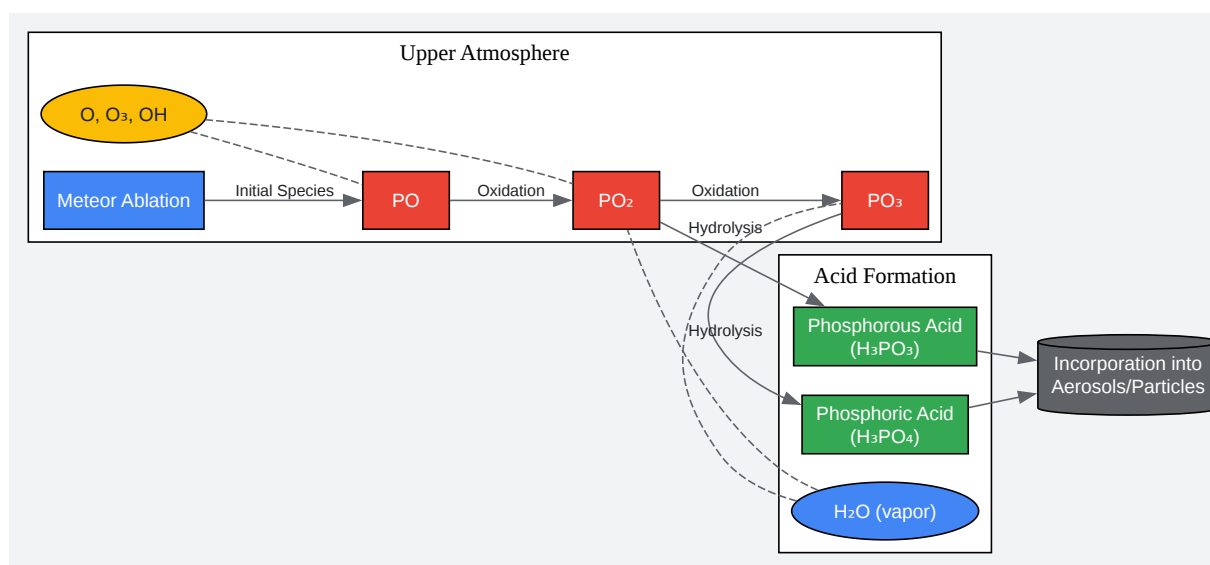 Upper Atmosphere
O, O₃, OH
Meteor Ablation
Initial Species
PO
Oxidation
PO₂
Oxidation
PO₃
Hydrolysis
Acid Formation
Phosphorous Acid
(H₃PO₃)
Hydrolysis
Incorporation into
Aerosols/Particles
Phosphoric Acid
(H₃PO₄)
H₂O (vapor)